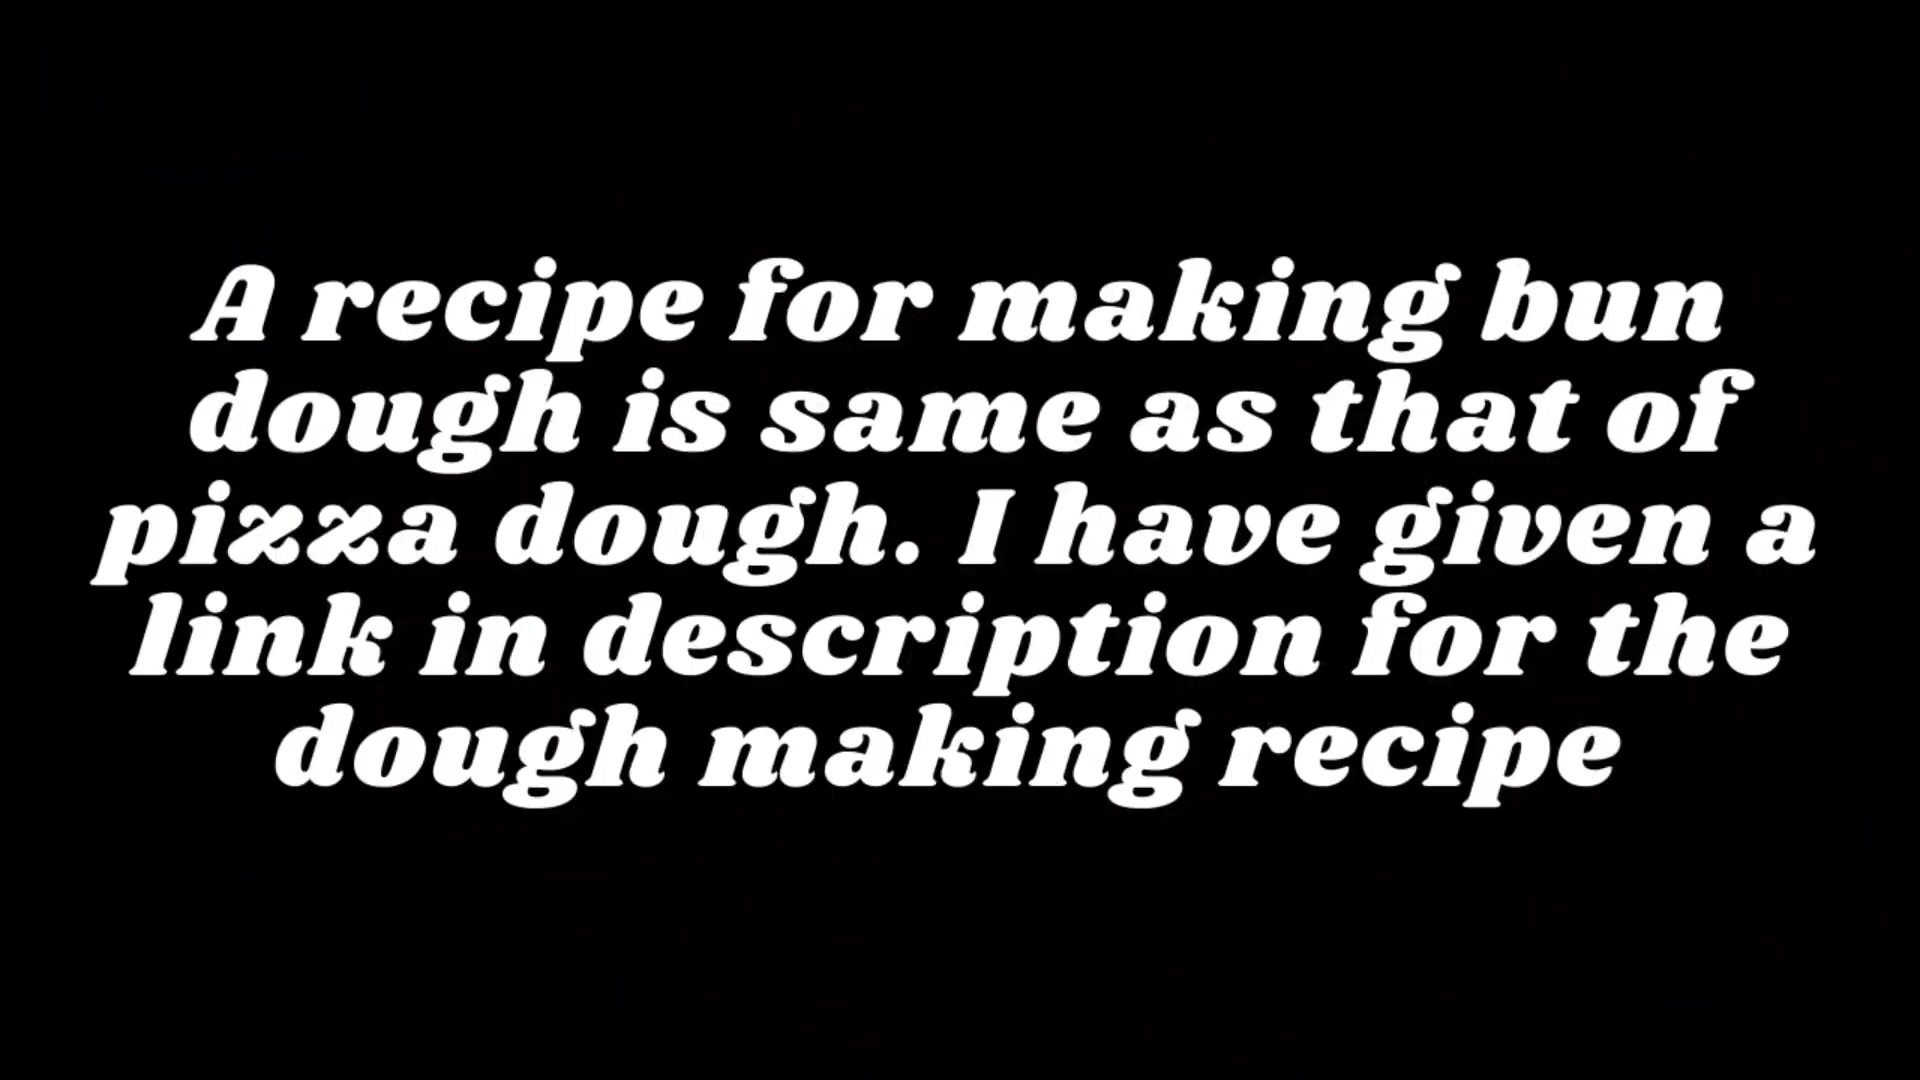 A recipe for making bun
dough is same as that of
pizza dough. I have given a
link in description for the
dough making recipe